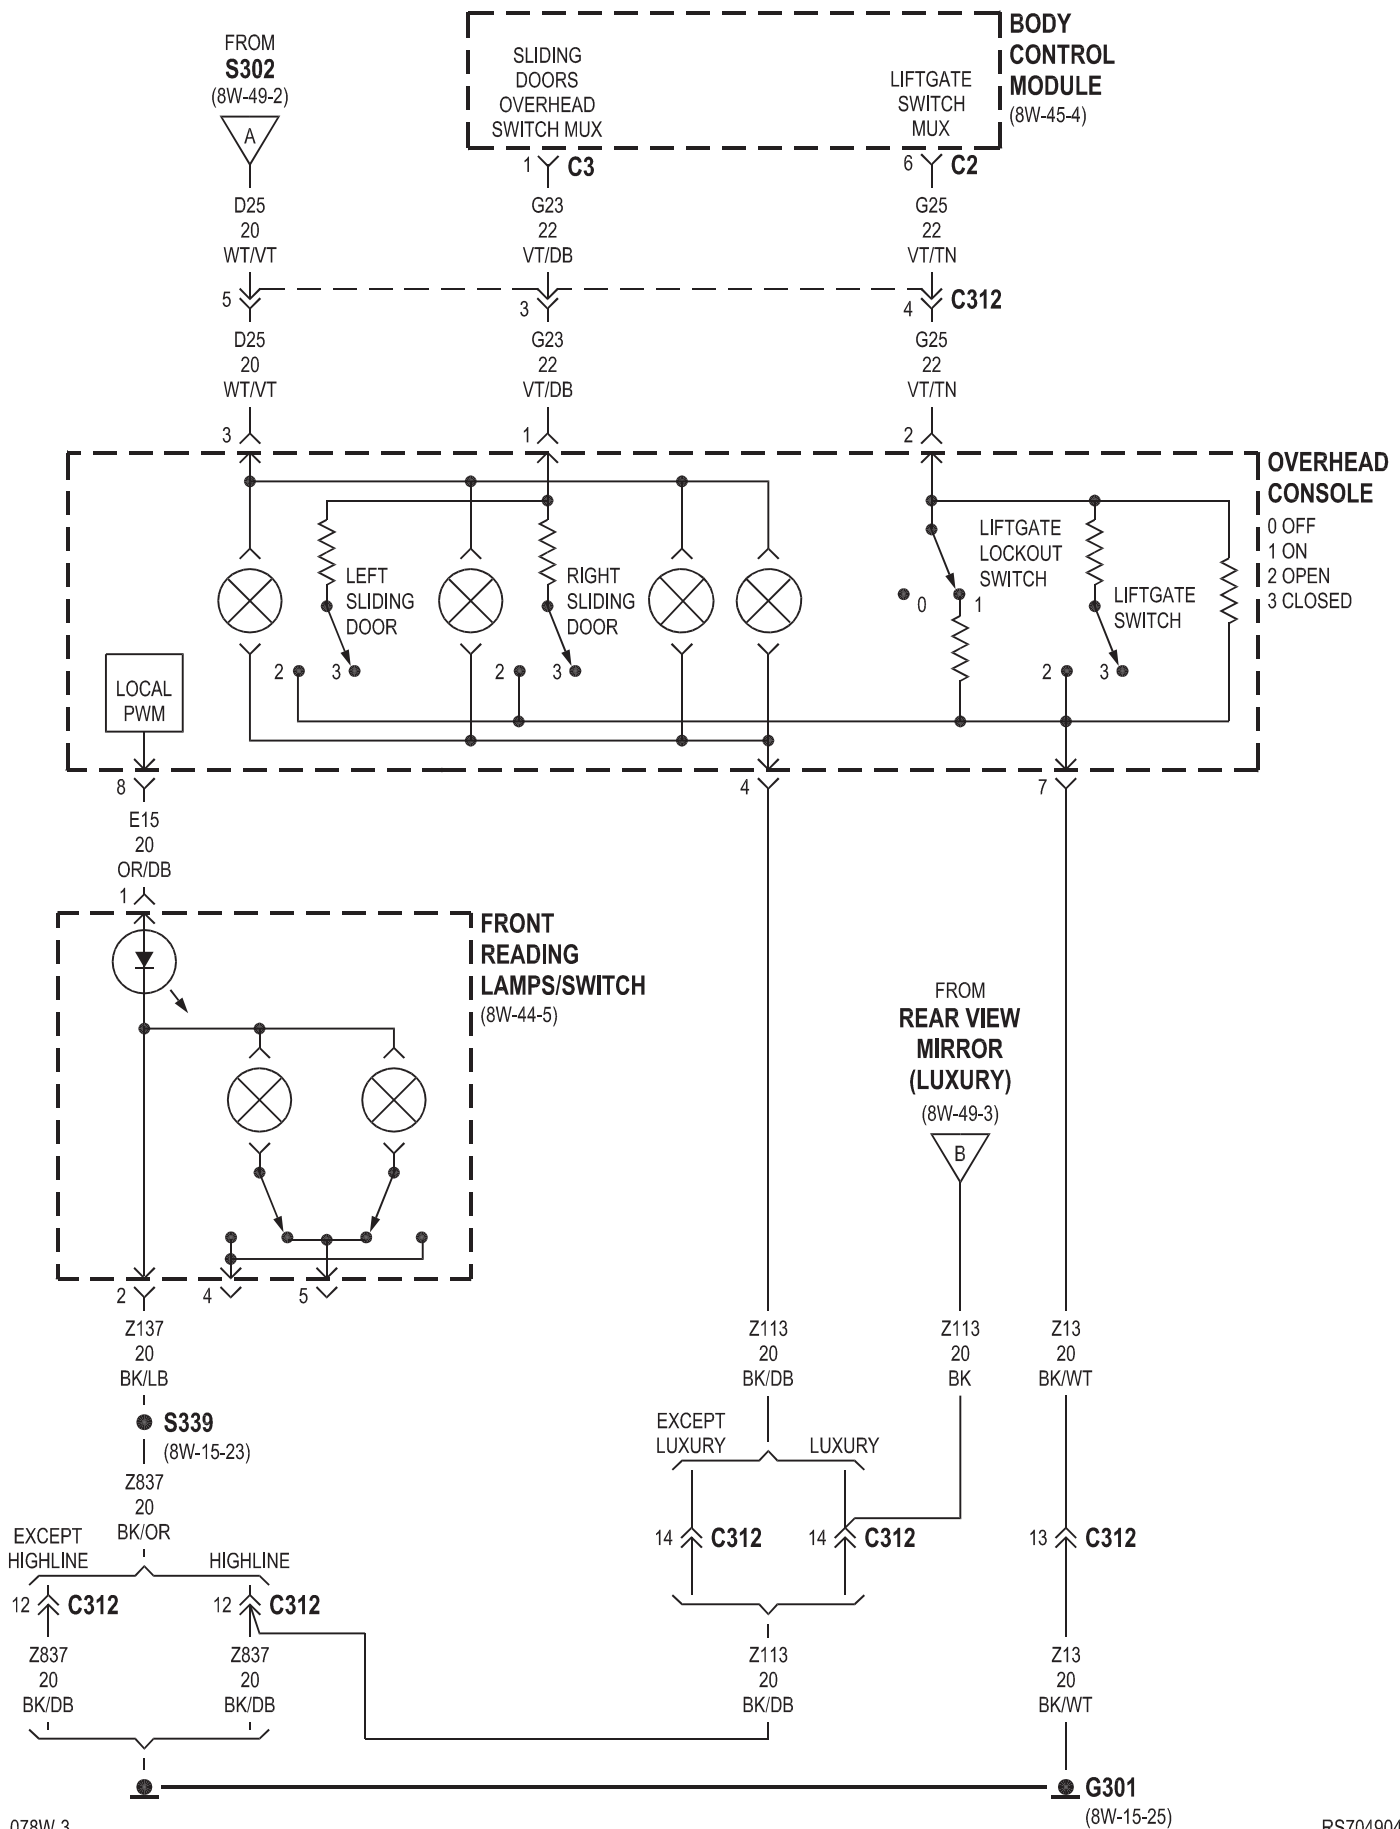 FROM
S302
(8W-49-2)
A
BODY
CONTROL
MODULE
(8W-45-4)
SLIDING
DOORS
OVERHEAD
SWITCH MUX
LIFTGATE
SWITCH
MUX
1 C3
6 C2
D25
20
WT/VT
G23
22
VT/DB
G25
22
VT/TN
5
3
4 C312
D25
20
WT/VT
G23
22
VT/DB
G25
22
VT/TN
3
1
2
OVERHEAD
CONSOLE
0 OFF
1 ON
2 OPEN
3 CLOSED
LEFT
SLIDING
DOOR
2 3
RIGHT
SLIDING
DOOR
2 3
LIFTGATE
LOCKOUT
SWITCH
0 1
LIFTGATE
SWITCH
2 3
LOCAL
PWM
8
4
7
E15
20
OR/DB
1
FRONT
READING
LAMPS/SWITCH
(8W-44-5)
FROM
REAR VIEW
MIRROR
(LUXURY)
(8W-49-3)
B
2
4
5
Z137
20
BK/LB
Z113
20
BK/DB
Z113
20
BK
Z13
20
BK/WT
S339
(8W-15-23)
Z837
20
BK/OR
EXCEPT
LUXURY
LUXURY
14 C312
14 C312
13 C312
EXCEPT
HIGHLINE
HIGHLINE
12 C312
12 C312
Z837
20
BK/DB
Z837
20
BK/DB
Z113
20
BK/DB
Z13
20
BK/WT
G301
(8W-15-25)
078W-3
RS704904